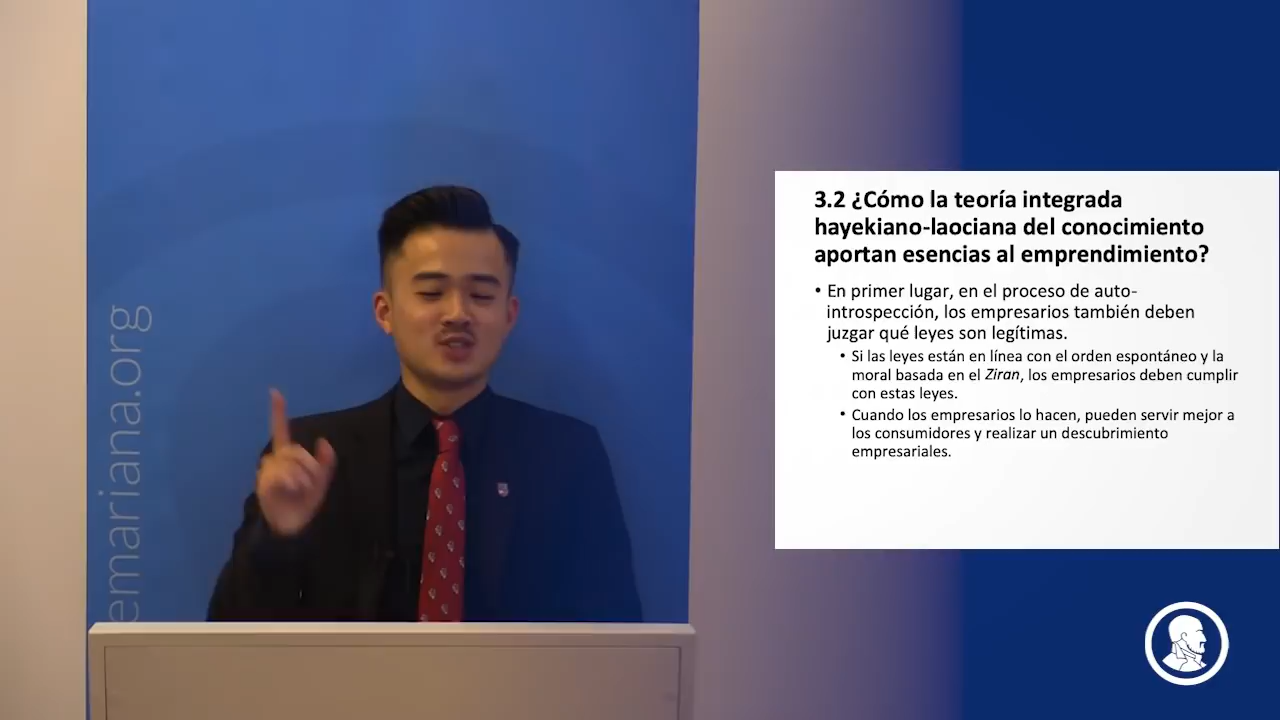 emariana.org
3.2 ¿Cómo la teoría integrada
hayekiano-laociana del conocimiento
aportan esencias al emprendimiento?
• En primer lugar, en el proceso de auto-
introspección, los empresarios también deben
juzgar qué leyes son legítimas.
• Si las leyes están en línea con el orden espontáneo y la
moral basada en el Ziran, los empresarios deben cumplir
con estas leyes.
• Cuando los empresarios lo hacen, pueden servir mejor a
los consumidores y realizar un descubrimiento
empresariales.